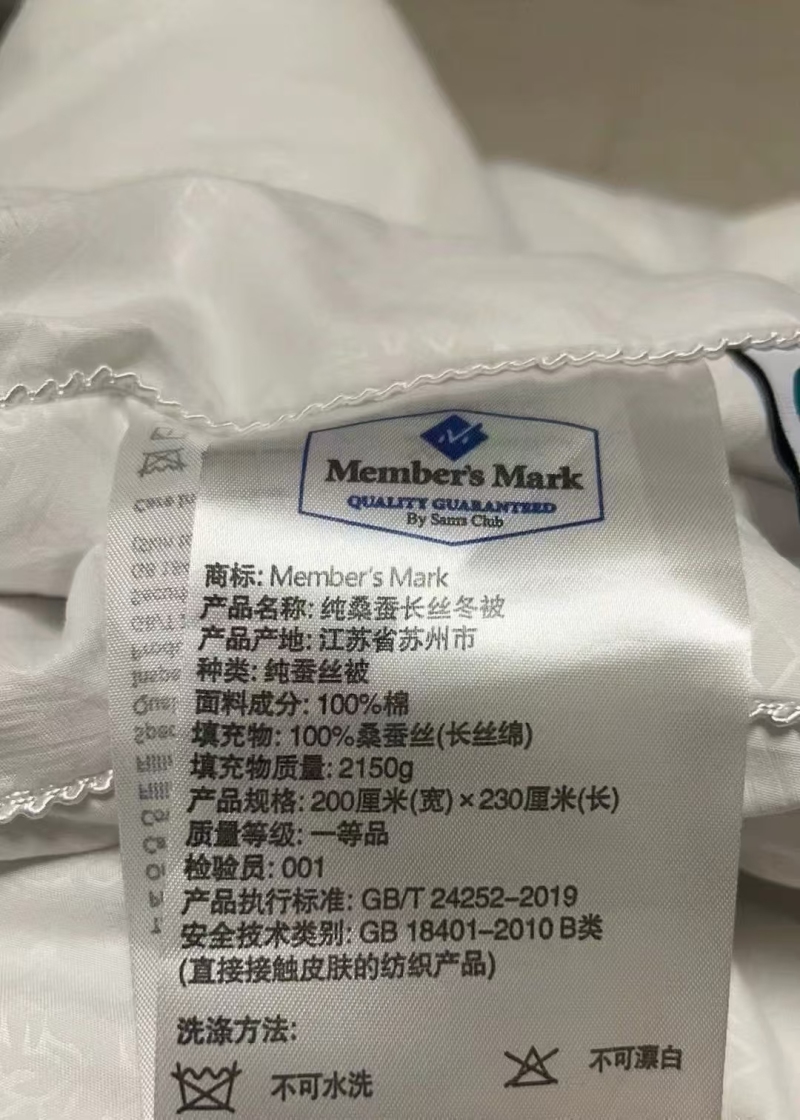 Member's Mark
QUALITY GUARANTEED
By Sam's Club
商标: Member's Mark
产品名称: 纯桑蚕长丝冬被
产品产地: 江苏省苏州市
种类: 纯蚕丝被
面料成分: 100%棉
填充物: 100%桑蚕丝(长丝绵)
填充物质量: 2150g
产品规格: 200厘米(宽)×230厘米(长)
质量等级: 一等品
检验员: 001
产品执行标准: GB/T 24252-2019
安全技术类别: GB 18401-2010 B类
(直接接触皮肤的纺织产品)
洗涤方法:
不可水洗
不可漂白